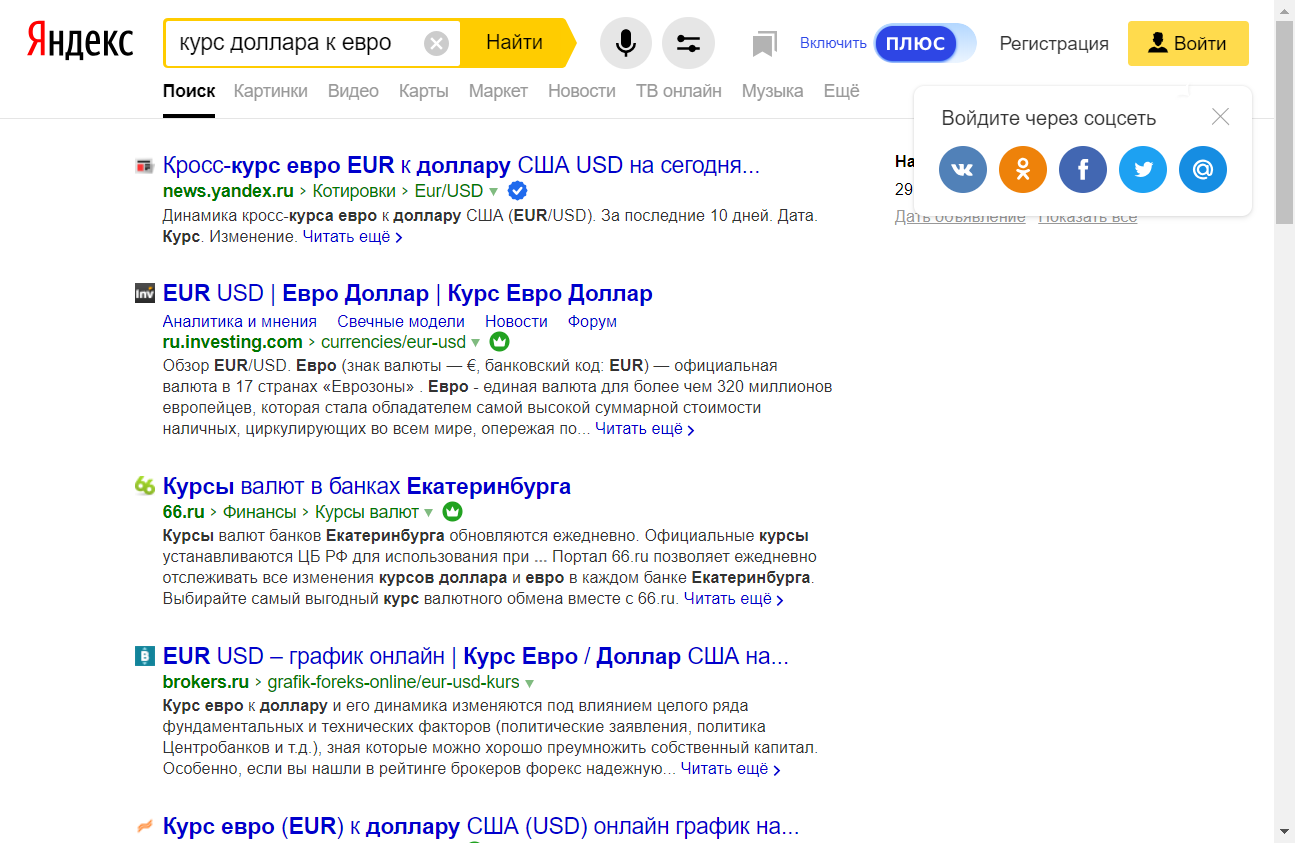 Яндекс
курс доллара к евро
Найти
Включить
плюс
Регистрация
Войти
Поиск Картинки Видео Карты Маркет Новости ТВ онлайн Музыка Ещё
Войдите через соцсеть
Кросс-курс евро EUR к доллару США USD на сегодня...
news.yandex.ru › Котировки › Eur/USD
Динамика кросс-курса евро к доллару США (EUR/USD). За последние 10 дней. Дата.
Курс. Изменение. Читать ещё ›
На
29
Дать объявление Показать все
Inv
EUR USD | Евро Доллар | Курс Евро Доллар
Аналитика и мнения Свечные модели Новости Форум
ru.investing.com › currencies/eur-usd
Обзор EUR/USD. Евро (знак валюты — €, банковский код: EUR) — официальная
валюта в 17 странах «Еврозоны» . Евро - единая валюта для более чем 320 миллионов
европейцев, которая стала обладателем самой высокой суммарной стоимости
наличных, циркулирующих во всем мире, опережая по... Читать ещё ›
66
Курсы валют в банках Екатеринбурга
66.ru › Финансы › Курсы валют
Курсы валют банков Екатеринбурга обновляются ежедневно. Официальные курсы
устанавливаются ЦБ РФ для использования при ... Портал 66.ru позволяет ежедневно
отслеживать все изменения курсов доллара и евро в каждом банке Екатеринбурга.
Выбирайте самый выгодный курс валютного обмена вместе с 66.ru. Читать ещё ›
EUR USD – график онлайн | Курс Евро / Доллар США на...
brokers.ru › grafik-foreks-online/eur-usd-kurs
Курс евро к доллару и его динамика изменяются под влиянием целого ряда
фундаментальных и технических факторов (политические заявления, политика
Центробанков и т.д.), зная которые можно хорошо преумножить собственный капитал.
Особенно, если вы нашли в рейтинге брокеров форекс надежную... Читать ещё ›
Курс евро (EUR) к доллару США (USD) онлайн график на...